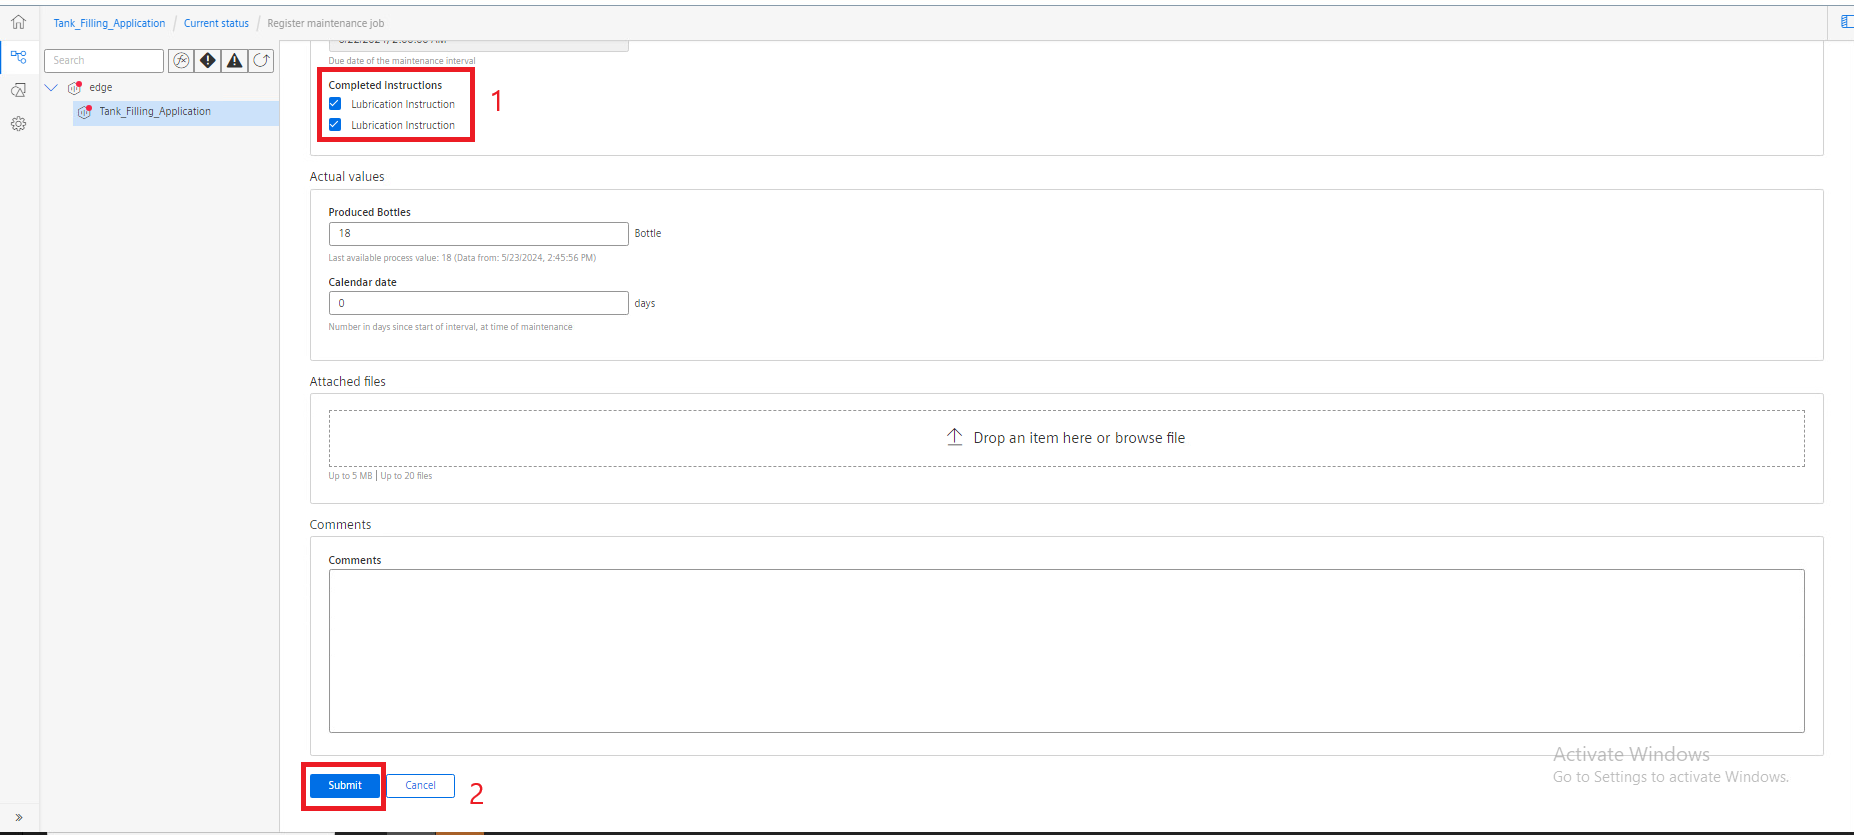 Tank_Filling_Application / Current status / Register maintenance job
Search
edge
Tank_Filling_Application
Due date of the maintenance interval
Completed Instructions
Lubrication Instruction
Lubrication Instruction
1
Actual values
Produced Bottles
18 Bottle
Last available process value: 18 (Data from: 5/23/2024, 2:45:56 PM)
Calendar date
0 days
Number in days since start of interval, at time of maintenance
Attached files
Drop an item here or browse file
Up to 5 MB | Up to 20 files
Comments
Comments
Submit
Cancel
2
Activate Windows
Go to Settings to activate Windows.